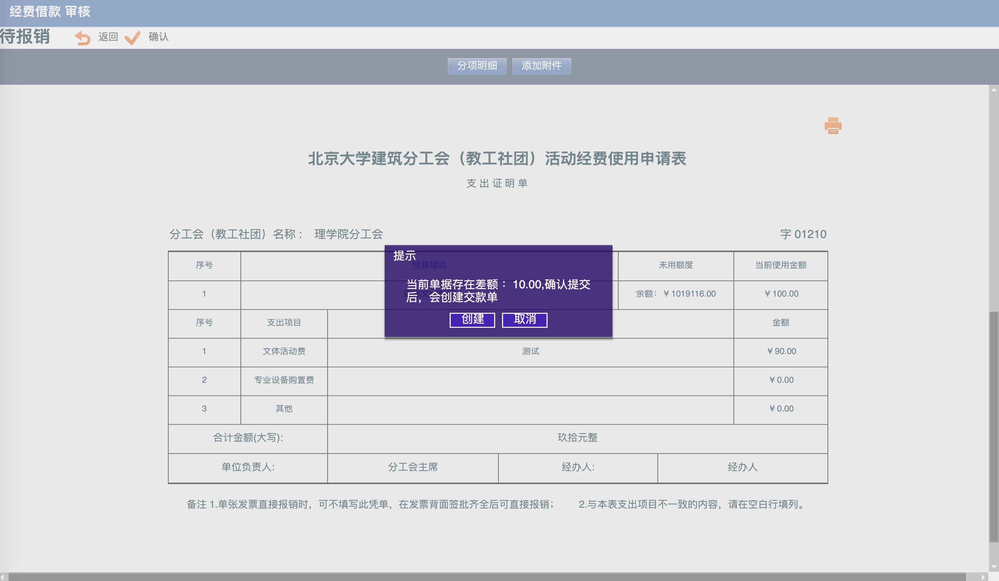 经费借款 审核
待报销 返回 确认
分项明细 添加附件
北京大学建筑分工会（教工社团）活动经费使用申请表
支出证明单
分工会（教工社团）名称： 理学院分工会 字 01210
提示
序号 预算项目 未用额度 当前使用金额
当前单据存在差额： 10.00,确认提交
后，会创建交款单
1 余额: ¥ 1019116.00 ¥ 100.00
创建 取消
序号 支出项目 金额
1 文体活动费 测试 ¥ 90.00
2 专业设备购置费 ¥ 0.00
3 其他 ¥ 0.00
合计金额(大写): 玖拾元整
单位负责人: 分工会主席 经办人: 经办人
备注 1.单张发票直接报销时，可不填写此凭单，在发票背面签批齐全后可直接报销； 2.与本表支出项目不一致的内容，请在空白行填列。